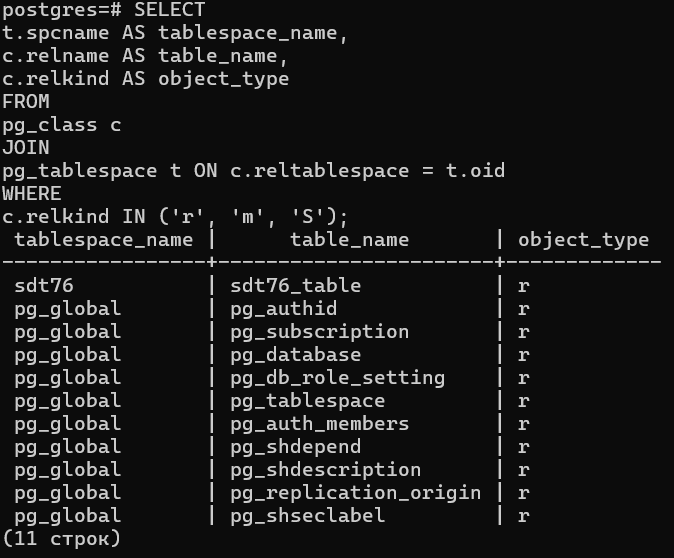 postgres=# SELECT
t.spcname AS tablespace_name,
c.relname AS table_name,
c.relkind AS object_type
FROM
pg_class c
JOIN
pg_tablespace t ON c.reltablespace = t.oid
WHERE
c.relkind IN ('r', 'm', 'S');
 tablespace_name |      table_name       | object_type
-----------------+-----------------------+-------------
 sdt76           | sdt76_table           | r
 pg_global       | pg_authid             | r
 pg_global       | pg_subscription       | r
 pg_global       | pg_database           | r
 pg_global       | pg_db_role_setting    | r
 pg_global       | pg_tablespace         | r
 pg_global       | pg_auth_members       | r
 pg_global       | pg_shdepend           | r
 pg_global       | pg_shdescription      | r
 pg_global       | pg_replication_origin | r
 pg_global       | pg_shseclabel         | r
(11 строк)